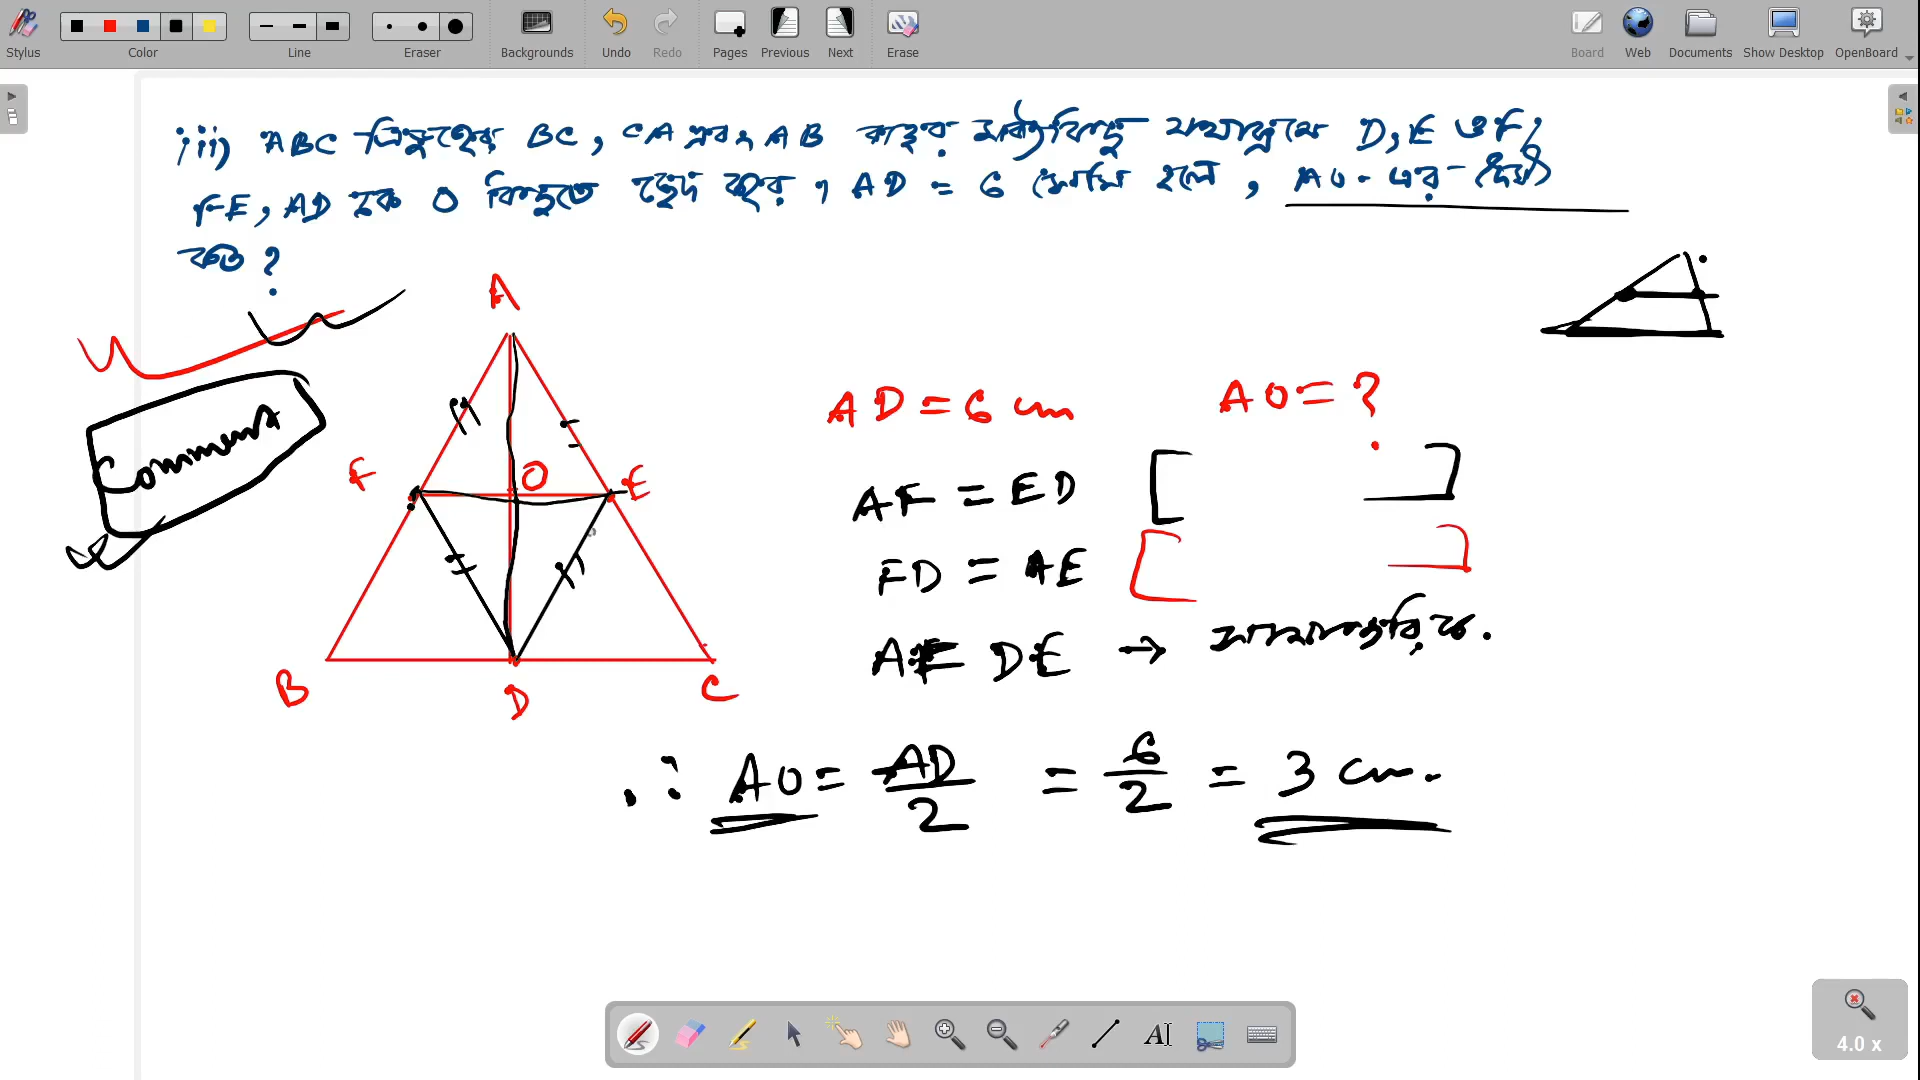 Stylus Color Line Eraser Backgrounds Undo Redo Pages Previous Next Erase Board Web Documents Show Desktop OpenBoard
iii) ABC ত্রিভুজের BC, CA এবং AB বাহুর মধ্যবিন্দু যথাক্রমে D, E ও F;
FE, AD কে O বিন্দুতে ছেদ করে । AD = 6 সেমি হলে, AO-এর দৈর্ঘ্য
কত ?
A
Comment
AD = 6 cm AO = ?
F O E
AF = ED [ ]
FD = AE [ ]
AF DE → সামান্তরিক.
B D C
∴ AO = AD/2 = 6/2 = 3 cm.
4.0 x